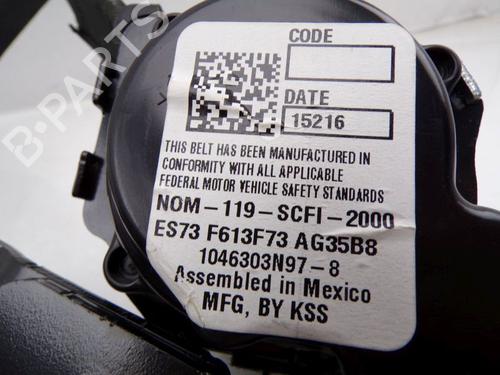 CODE
DATE
15216
THIS BELT HAS BEEN MANUFACTURED IN
CONFORMITY WITH ALL APPLICABLE
FEDERAL MOTOR VEHICLE SAFETY STANDARDS
NOM-119-SCFI-2000
ES73 F613F73 AG35B8
1046303N97-8
Assembled in Mexico
MFG, BY KSS
B-PARTS